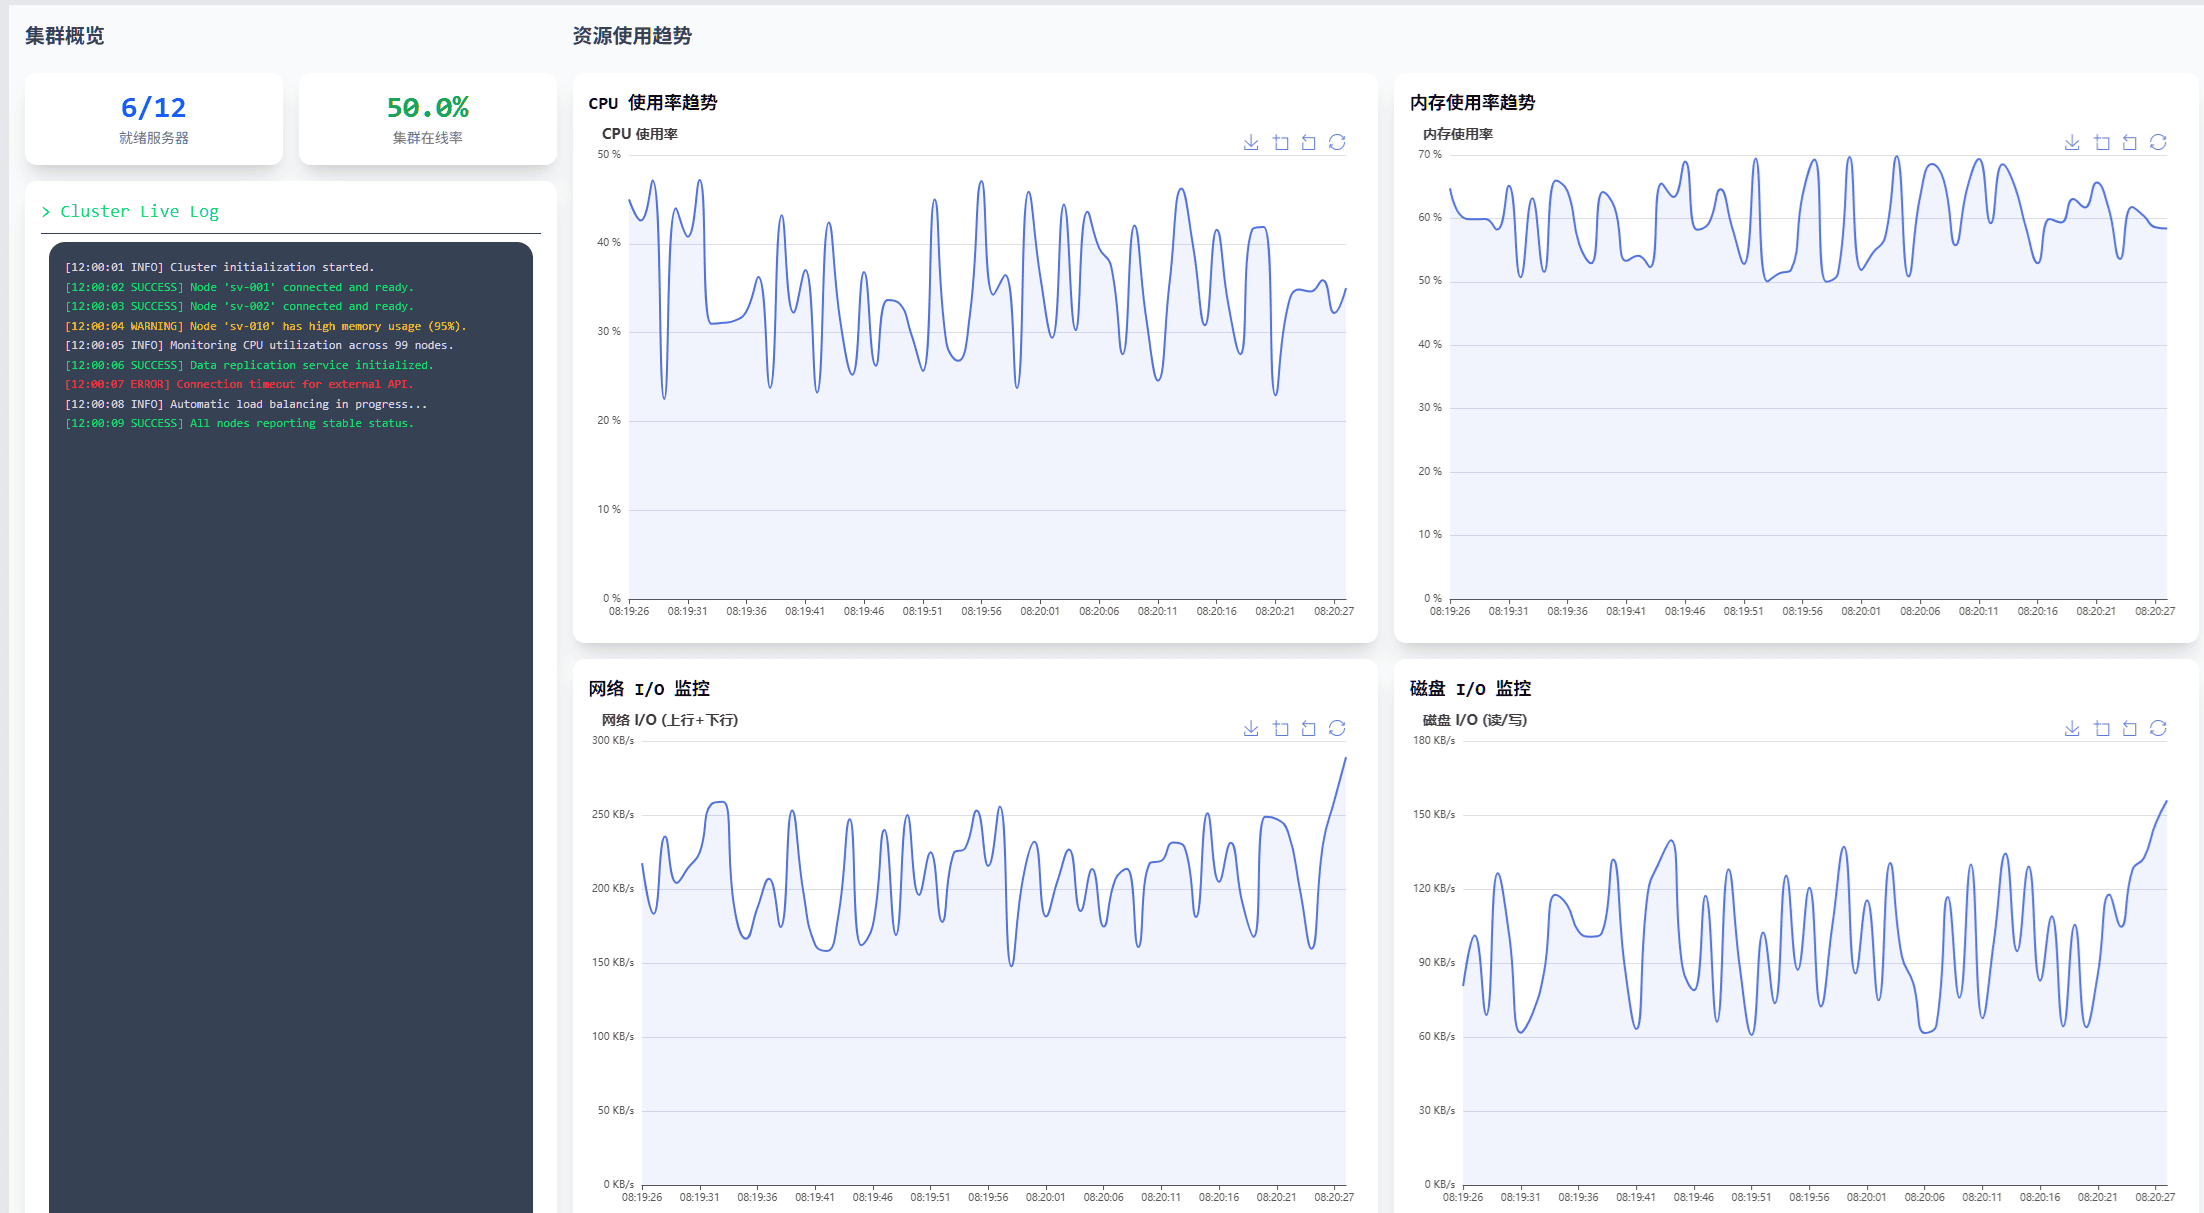 集群概览
6/12
就绪服务器
50.0%
集群在线率
> Cluster Live Log
[12:00:01 INFO] Cluster initialization started.
[12:00:02 SUCCESS] Node 'sv-001' connected and ready.
[12:00:03 SUCCESS] Node 'sv-002' connected and ready.
[12:00:04 WARNING] Node 'sv-010' has high memory usage (95%).
[12:00:05 INFO] Monitoring CPU utilization across 99 nodes.
[12:00:06 SUCCESS] Data replication service initialized.
[12:00:07 ERROR] Connection timeout for external API.
[12:00:08 INFO] Automatic load balancing in progress...
[12:00:09 SUCCESS] All nodes reporting stable status.
资源使用趋势
CPU 使用率趋势
CPU 使用率
50 %
40 %
30 %
20 %
10 %
0 %
08:19:26 08:19:31 08:19:36 08:19:41 08:19:46 08:19:51 08:19:56 08:20:01 08:20:06 08:20:11 08:20:16 08:20:21 08:20:27
内存使用率趋势
内存使用率
70 %
60 %
50 %
40 %
30 %
20 %
10 %
0 %
08:19:26 08:19:31 08:19:36 08:19:41 08:19:46 08:19:51 08:19:56 08:20:01 08:20:06 08:20:11 08:20:16 08:20:21 08:20:27
网络 I/O 监控
网络 I/O (上行+下行)
300 KB/s
250 KB/s
200 KB/s
150 KB/s
100 KB/s
50 KB/s
0 KB/s
08:19:26 08:19:31 08:19:36 08:19:41 08:19:46 08:19:51 08:19:56 08:20:01 08:20:06 08:20:11 08:20:16 08:20:21 08:20:27
磁盘 I/O 监控
磁盘 I/O (读/写)
180 KB/s
150 KB/s
120 KB/s
90 KB/s
60 KB/s
30 KB/s
0 KB/s
08:19:26 08:19:31 08:19:36 08:19:41 08:19:46 08:19:51 08:19:56 08:20:01 08:20:06 08:20:11 08:20:16 08:20:21 08:20:27